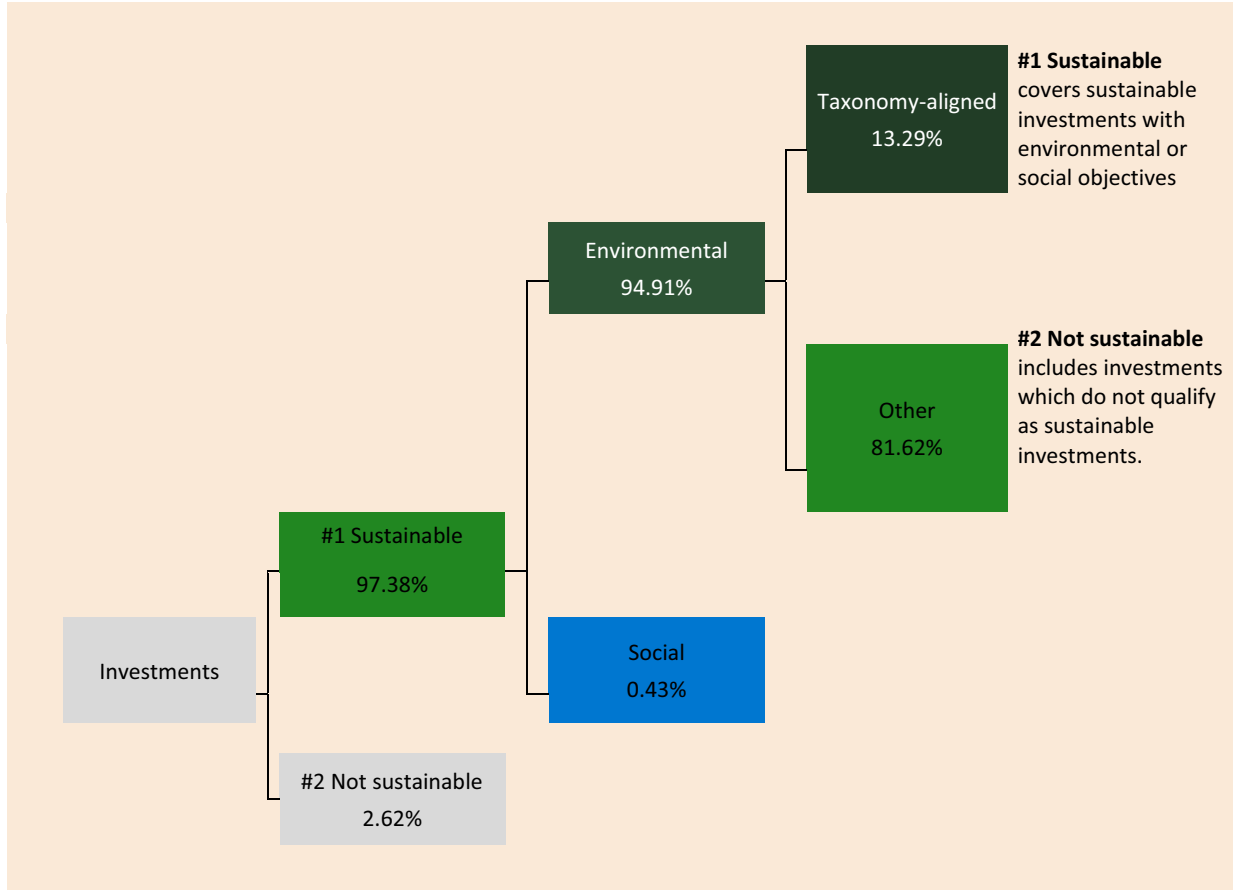 Taxonomy-aligned
13.29%
#1 Sustainable
covers sustainable
investments with
environmental or
social objectives
Environmental
94.91%
Other
81.62%
#2 Not sustainable
includes investments
which do not qualify
as sustainable
investments.
#1 Sustainable
97.38%
Investments
Social
0.43%
#2 Not sustainable
2.62%